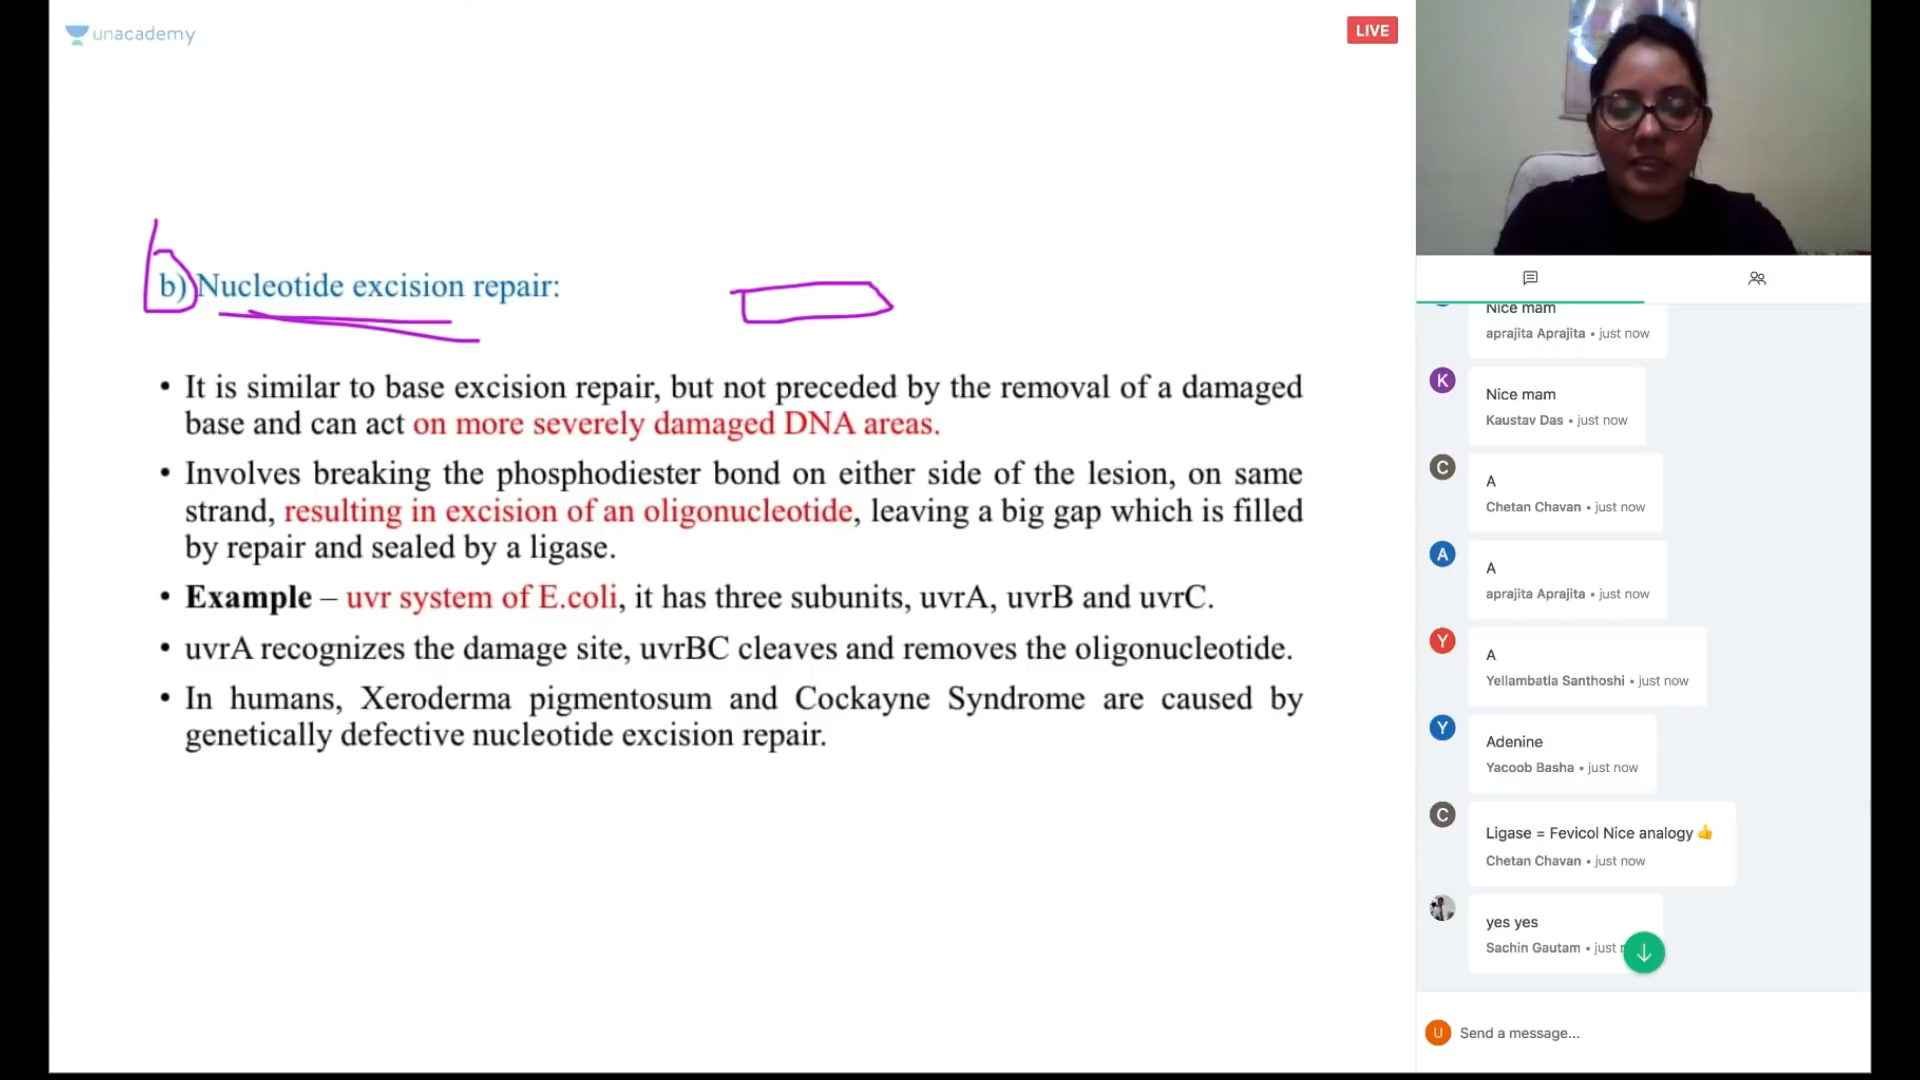 unacademy
LIVE
b) Nucleotide excision repair:
• It is similar to base excision repair, but not preceded by the removal of a damaged
base and can act on more severely damaged DNA areas.
• Involves breaking the phosphodiester bond on either side of the lesion, on same
strand, resulting in excision of an oligonucleotide, leaving a big gap which is filled
by repair and sealed by a ligase.
• Example – uvr system of E.coli, it has three subunits, uvrA, uvrB and uvrC.
• uvrA recognizes the damage site, uvrBC cleaves and removes the oligonucleotide.
• In humans, Xeroderma pigmentosum and Cockayne Syndrome are caused by
genetically defective nucleotide excision repair.
Nice mam
aprajita Aprajita • just now
K
Nice mam
Kaustav Das • just now
C
A
Chetan Chavan • just now
A
A
aprajita Aprajita • just now
Y
A
Yellambatla Santhoshi • just now
Y
Adenine
Yacoob Basha • just now
C
Ligase = Fevicol Nice analogy 👍
Chetan Chavan • just now
yes yes
Sachin Gautam • just
U
Send a message...